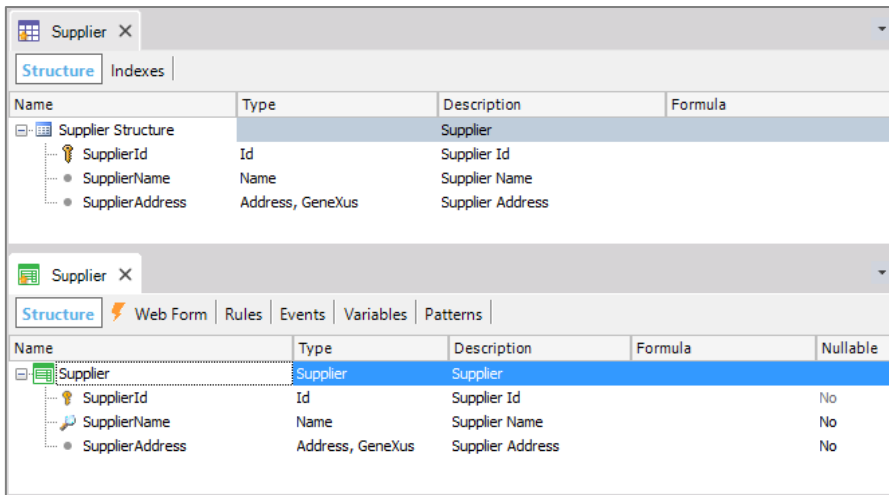 Supplier
Structure Indexes
Name Type Description Formula
Supplier Structure Supplier
SupplierId Id Supplier Id
SupplierName Name Supplier Name
SupplierAddress Address, GeneXus Supplier Address
Supplier
Structure Web Form Rules Events Variables Patterns
Name Type Description Formula Nullable
Supplier Supplier Supplier
SupplierId Id Supplier Id No
SupplierName Name Supplier Name No
SupplierAddress Address, GeneXus Supplier Address No